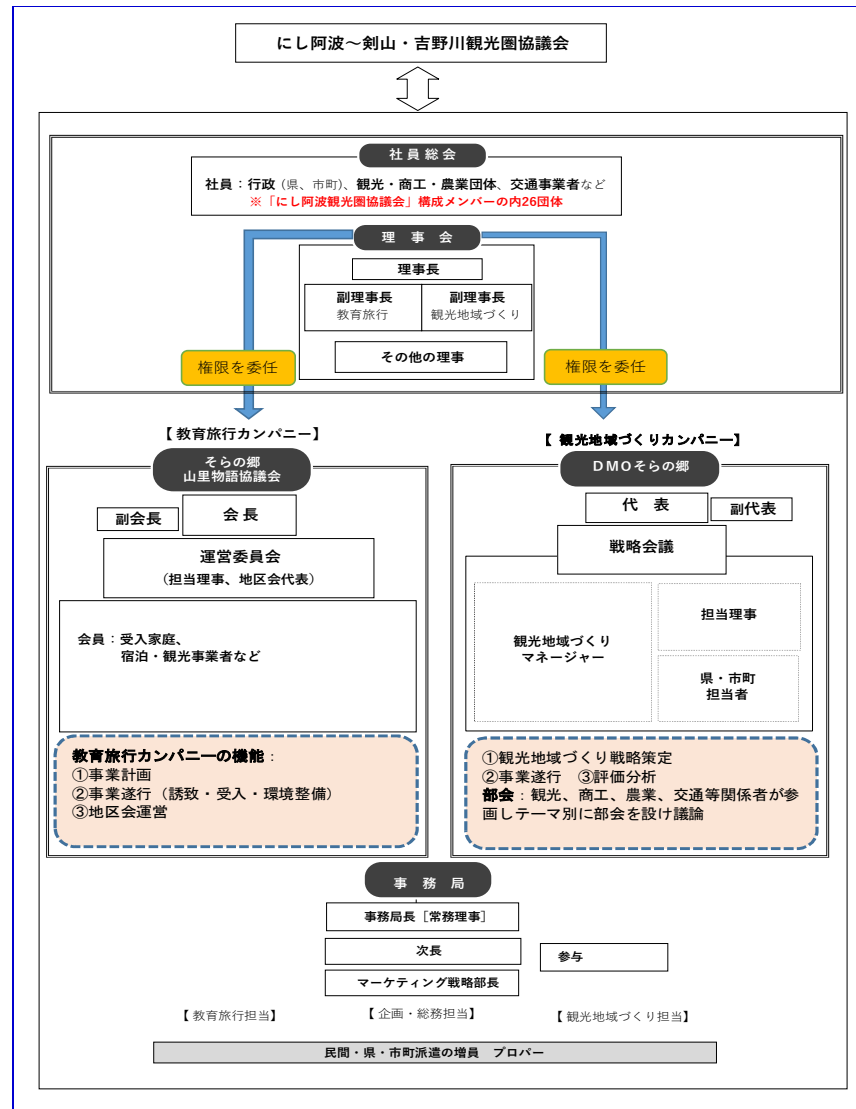 にし阿波～剣山・吉野川観光圏協議会
社員総会
社員：行政（県、市町）、観光・商工・農業団体、交通事業者など
※「にし阿波観光圏協議会」構成メンバーの内26団体
理事会
理事長
副理事長
教育旅行
副理事長
観光地域づくり
その他の理事
権限を委任
権限を委任
【教育旅行カンパニー】
そらの郷
山里物語協議会
副会長
会長
運営委員会
（担当理事、地区会代表）
会員：受入家庭、
宿泊・観光事業者など
教育旅行カンパニーの機能：
①事業計画
②事業遂行（誘致・受入・環境整備）
③地区会運営
【観光地域づくりカンパニー】
DMOそらの郷
代表
副代表
戦略会議
観光地域づくり
マネージャー
担当理事
県・市町
担当者
①観光地域づくり戦略策定
②事業遂行　③評価分析
部会：観光、商工、農業、交通等関係者が参
画しテーマ別に部会を設け議論
事務局
事務局長［常務理事］
次長
参与
マーケティング戦略部長
【教育旅行担当】
【企画・総務担当】
【観光地域づくり担当】
民間・県・市町派遣の増員　プロパー